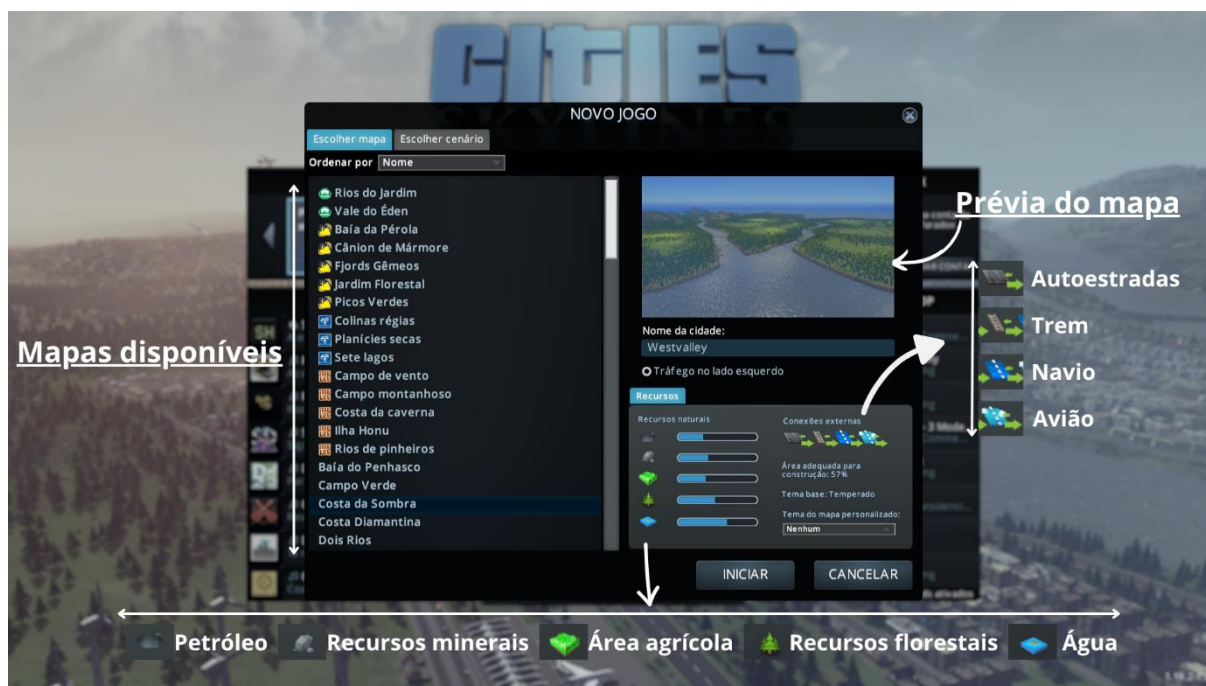 CITIES
SKYLINES
NOVO JOGO
Escolher mapa
Escolher cenário
Ordenar por
Nome
Rios do Jardim
Vale do Éden
Baía da Pérola
Cânion de Mármore
Fjords Gêmeos
Jardim Florestal
Picos Verdes
Colinas régias
Planícies secas
Sete lagos
Campo de vento
Campo montanhoso
Costa da caverna
Ilha Honu
Rios de pinheiros
Baía do Penhasco
Campo Verde
Costa da Sombra
Costa Diamantina
Dois Rios
Mapas disponíveis
Prévia do mapa
Nome da cidade:
Westvalley
Tráfego no lado esquerdo
Recursos
Recursos naturais
Conexões externas
Área adequada para
construção: 57%
Tema base: Temperado
Tema do mapa personalizado:
Nenhum
INICIAR
CANCELAR
Autoestradas
Trem
Navio
Avião
Petróleo
Recursos minerais
Área agrícola
Recursos florestais
Água